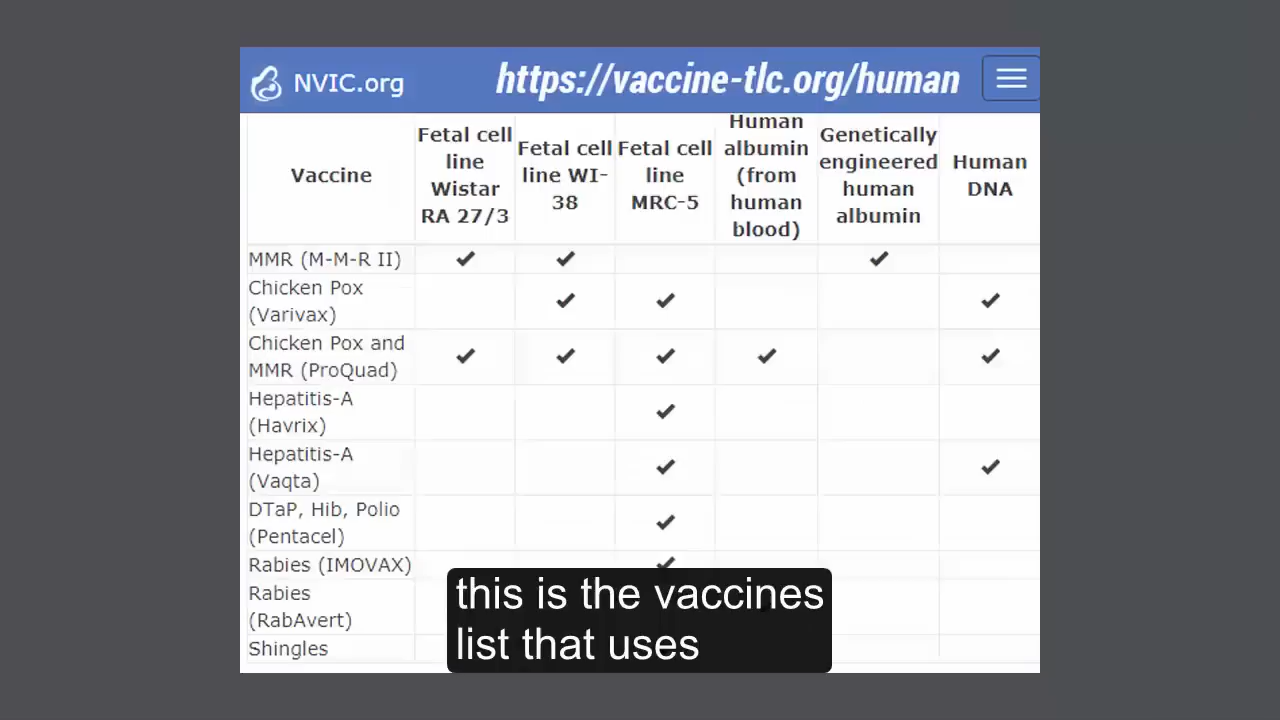 NVIC.org
https://vaccine-tlc.org/human
Vaccine
Fetal cell
line
Wistar
RA 27/3
Fetal cell
line WI-
38
Fetal cell
line
MRC-5
Human
albumin
(from
human
blood)
Genetically
engineered
human
albumin
Human
DNA
MMR (M-M-R II) ✔ ✔ ✔
Chicken Pox
(Varivax) ✔ ✔ ✔
Chicken Pox and
MMR (ProQuad) ✔ ✔ ✔ ✔ ✔
Hepatitis-A
(Havrix) ✔
Hepatitis-A
(Vaqta) ✔ ✔
DTaP, Hib, Polio
(Pentacel) ✔
Rabies (IMOVAX) ✔
Rabies
(RabAvert)
Shingles
this is the vaccines
list that uses